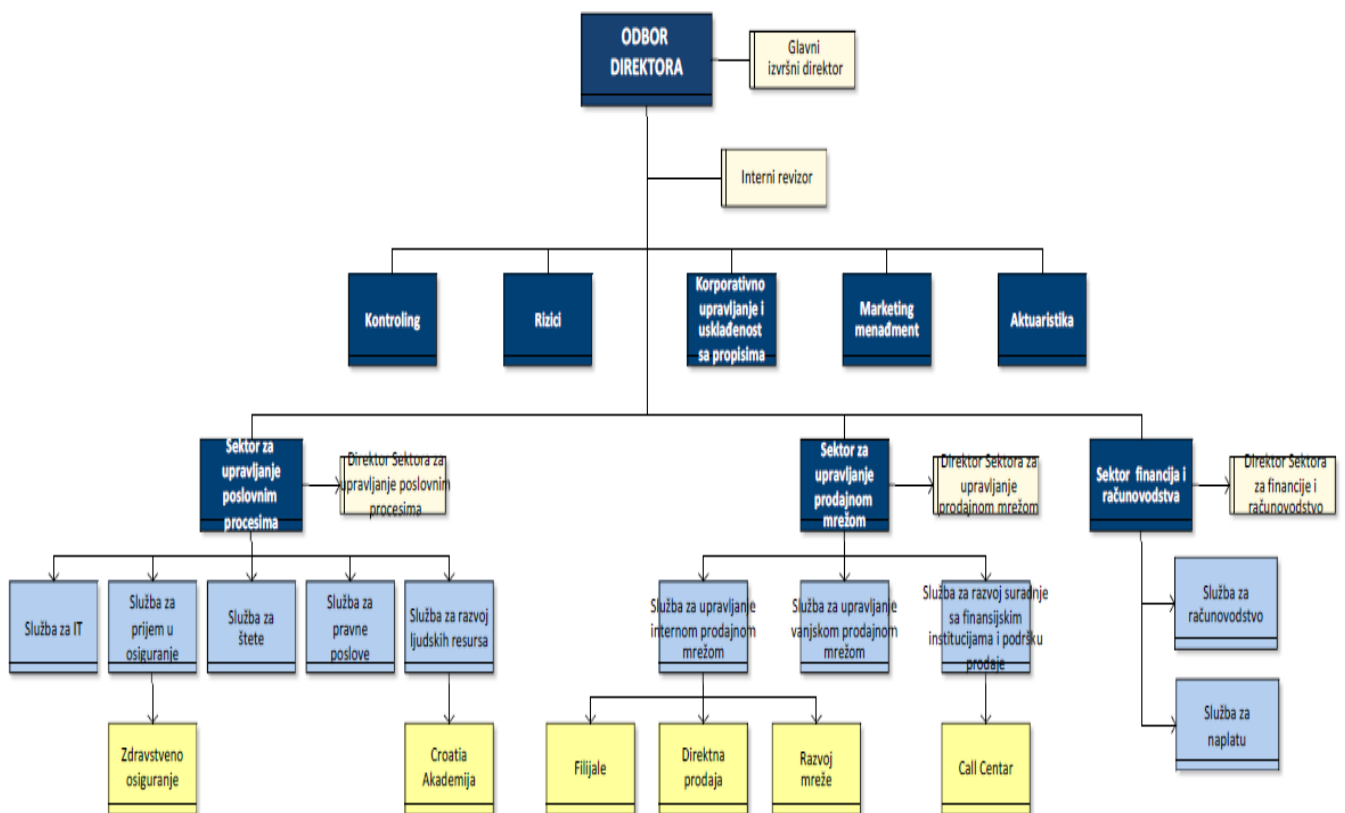 ODBOR
DIREKTORA
Glavni
izvršni direktor
Interni revizor
Kontroling
Rizici
Korporativno
upravljanje i
usklađenost
sa propisima
Marketing
menađment
Aktuaristika
Sektor za
upravljanje
poslovnim
procesima
Direktor Sektora za
upravljanje poslovnim
procesima
Sektor za
upravljanje
prodajnom
mrežom
Direktor Sektora za
upravljanje
prodajnom mrežom
Sektor financija i
računovodstva
Direktor Sektora
za financije i
računovodstvo
Služba za IT
Služba za
prijem u
osiguranje
Služba za
štete
Služba za
pravne
poslove
Služba za razvoj
ljudskih resursa
Služba za upravljanje
internom prodajnom
mrežom
Služba za upravljanje
vanjskom prodajnom
mrežom
Služba za razvoj suradnje
sa finansijskim
institucijama i podršku
prodaje
Služba za
računovodstvo
Služba za
naplatu
Zdravstveno
osiguranje
Croatia
Akademija
Filijale
Direktna
prodaja
Razvoj
mreže
Call Centar